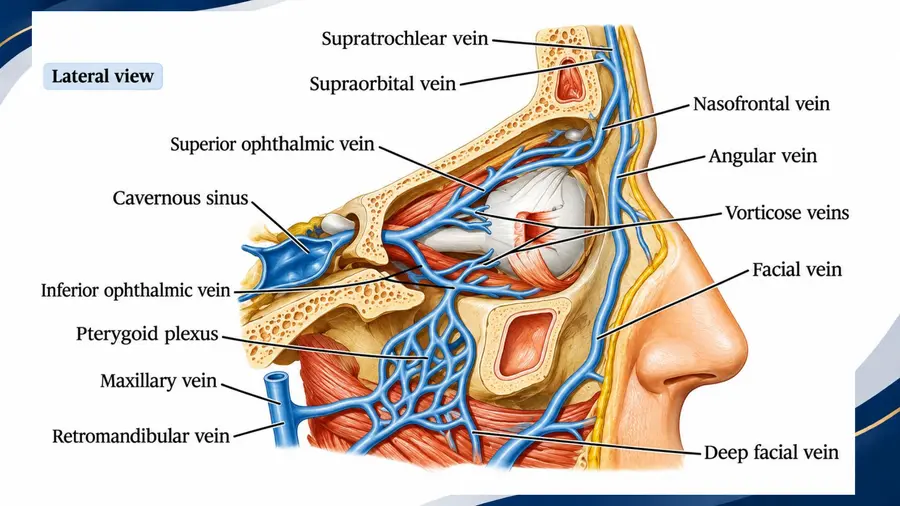 Lateral view
Supratrochlear vein
Supraorbital vein
Superior ophthalmic vein
Cavernous sinus
Inferior ophthalmic vein
Pterygoid plexus
Maxillary vein
Retromandibular vein
Nasofrontal vein
Angular vein
Vorticose veins
Facial vein
Deep facial vein